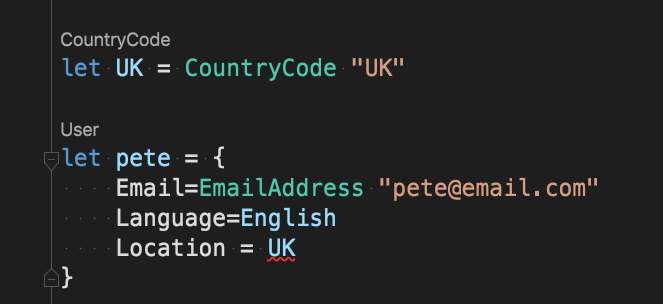 CountryCode
let UK = CountryCode "UK"
User
let pete = {
    Email=EmailAddress "pete@email.com"
    Language=English
    Location = UK
}